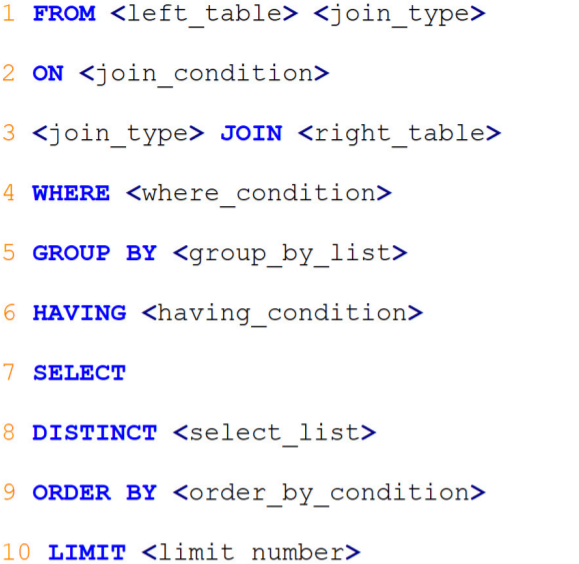 1 FROM <left_table> <join_type>
2 ON <join_condition>
3 <join_type> JOIN <right_table>
4 WHERE <where_condition>
5 GROUP BY <group_by_list>
6 HAVING <having_condition>
7 SELECT
8 DISTINCT <select_list>
9 ORDER BY <order_by_condition>
10 LIMIT <limit number>